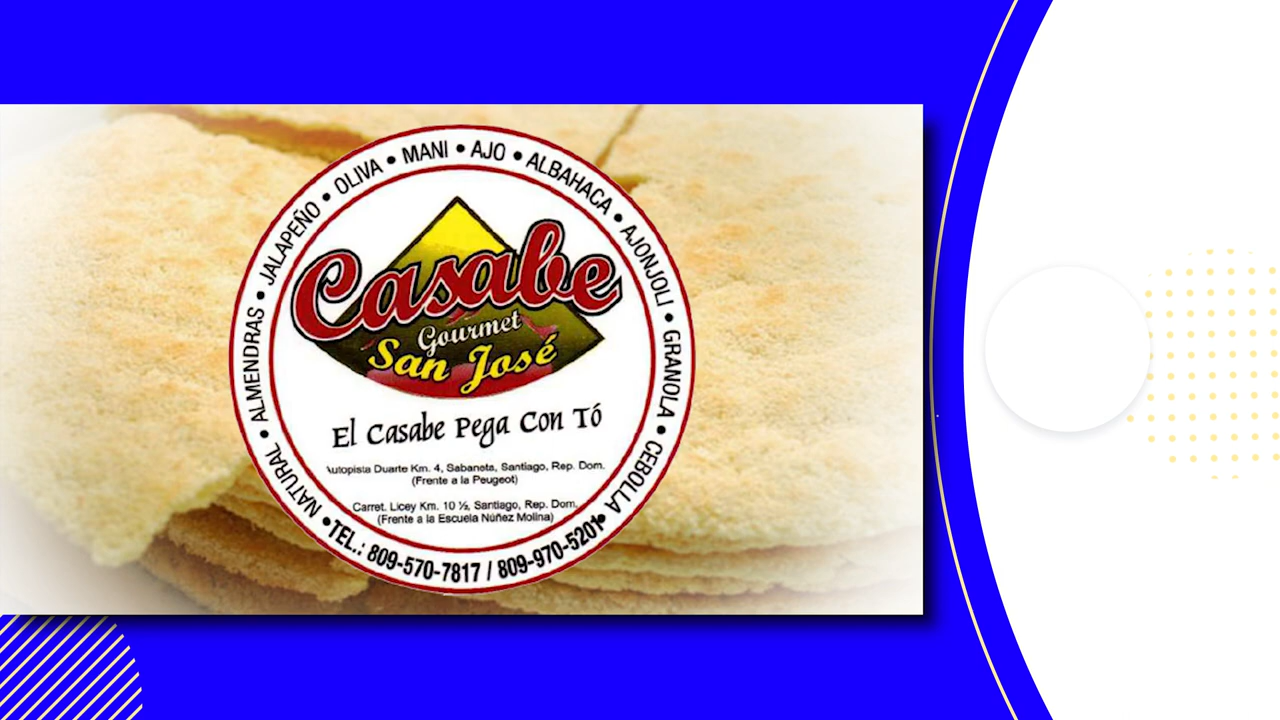 NATURAL • ALMENDRAS • JALAPEÑO • OLIVA • MANI • AJO • ALBAHACA • AJONJOLI • GRANOLA • CEBOLLA •
Casabe
Gourmet
San José
El Casabe Pega Con Tó
Autopista Duarte Km. 4, Sabaneta, Santiago, Rep. Dom.
(Frente a la Peugeot)
Carret. Licey Km. 10 ½, Santiago, Rep. Dom.
(Frente a la Escuela Núñez Molina)
•TEL.: 809-570-7817 / 809-970-5201